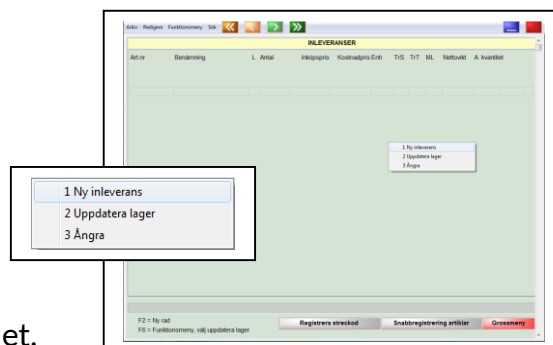 Arkiv Redigera Funktionsmeny Sök
INLEVERANSER
Art.nr Benämning L Antal Inköpspris Kostnadpris Enh TrS TrT ML Nettovikt A. kvantitet
1 Ny inleverans
2 Uppdatera lager
3 Ångra
1 Ny inleverans
2 Uppdatera lager
3 Ångra
F2 = Ny rad
F6 = Funktionsmeny, välj uppdatera lager
Registrera streckod Snabbregistrering artiklar Grossmeny
et.